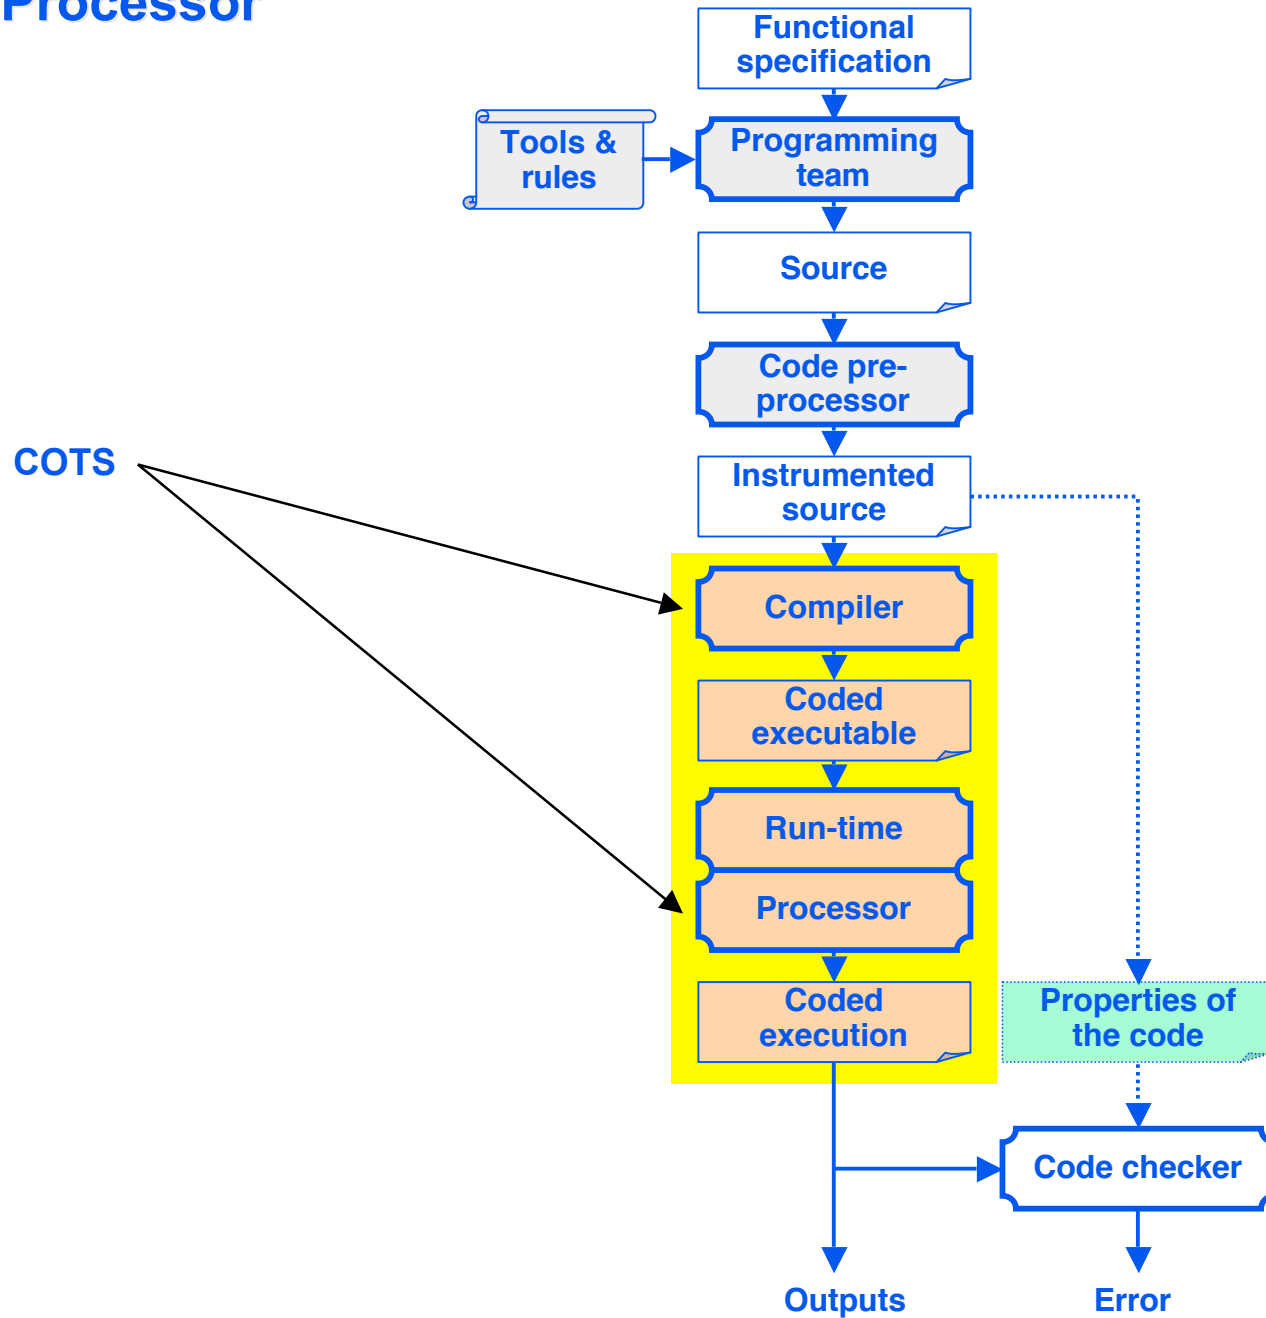 Processor
Functional
specification
Tools &
rules
Programming
team
Source
Code pre-
processor
COTS
Instrumented
source
Compiler
Coded
executable
Run-time
Processor
Coded
execution
Properties of
the code
Code checker
Outputs
Error